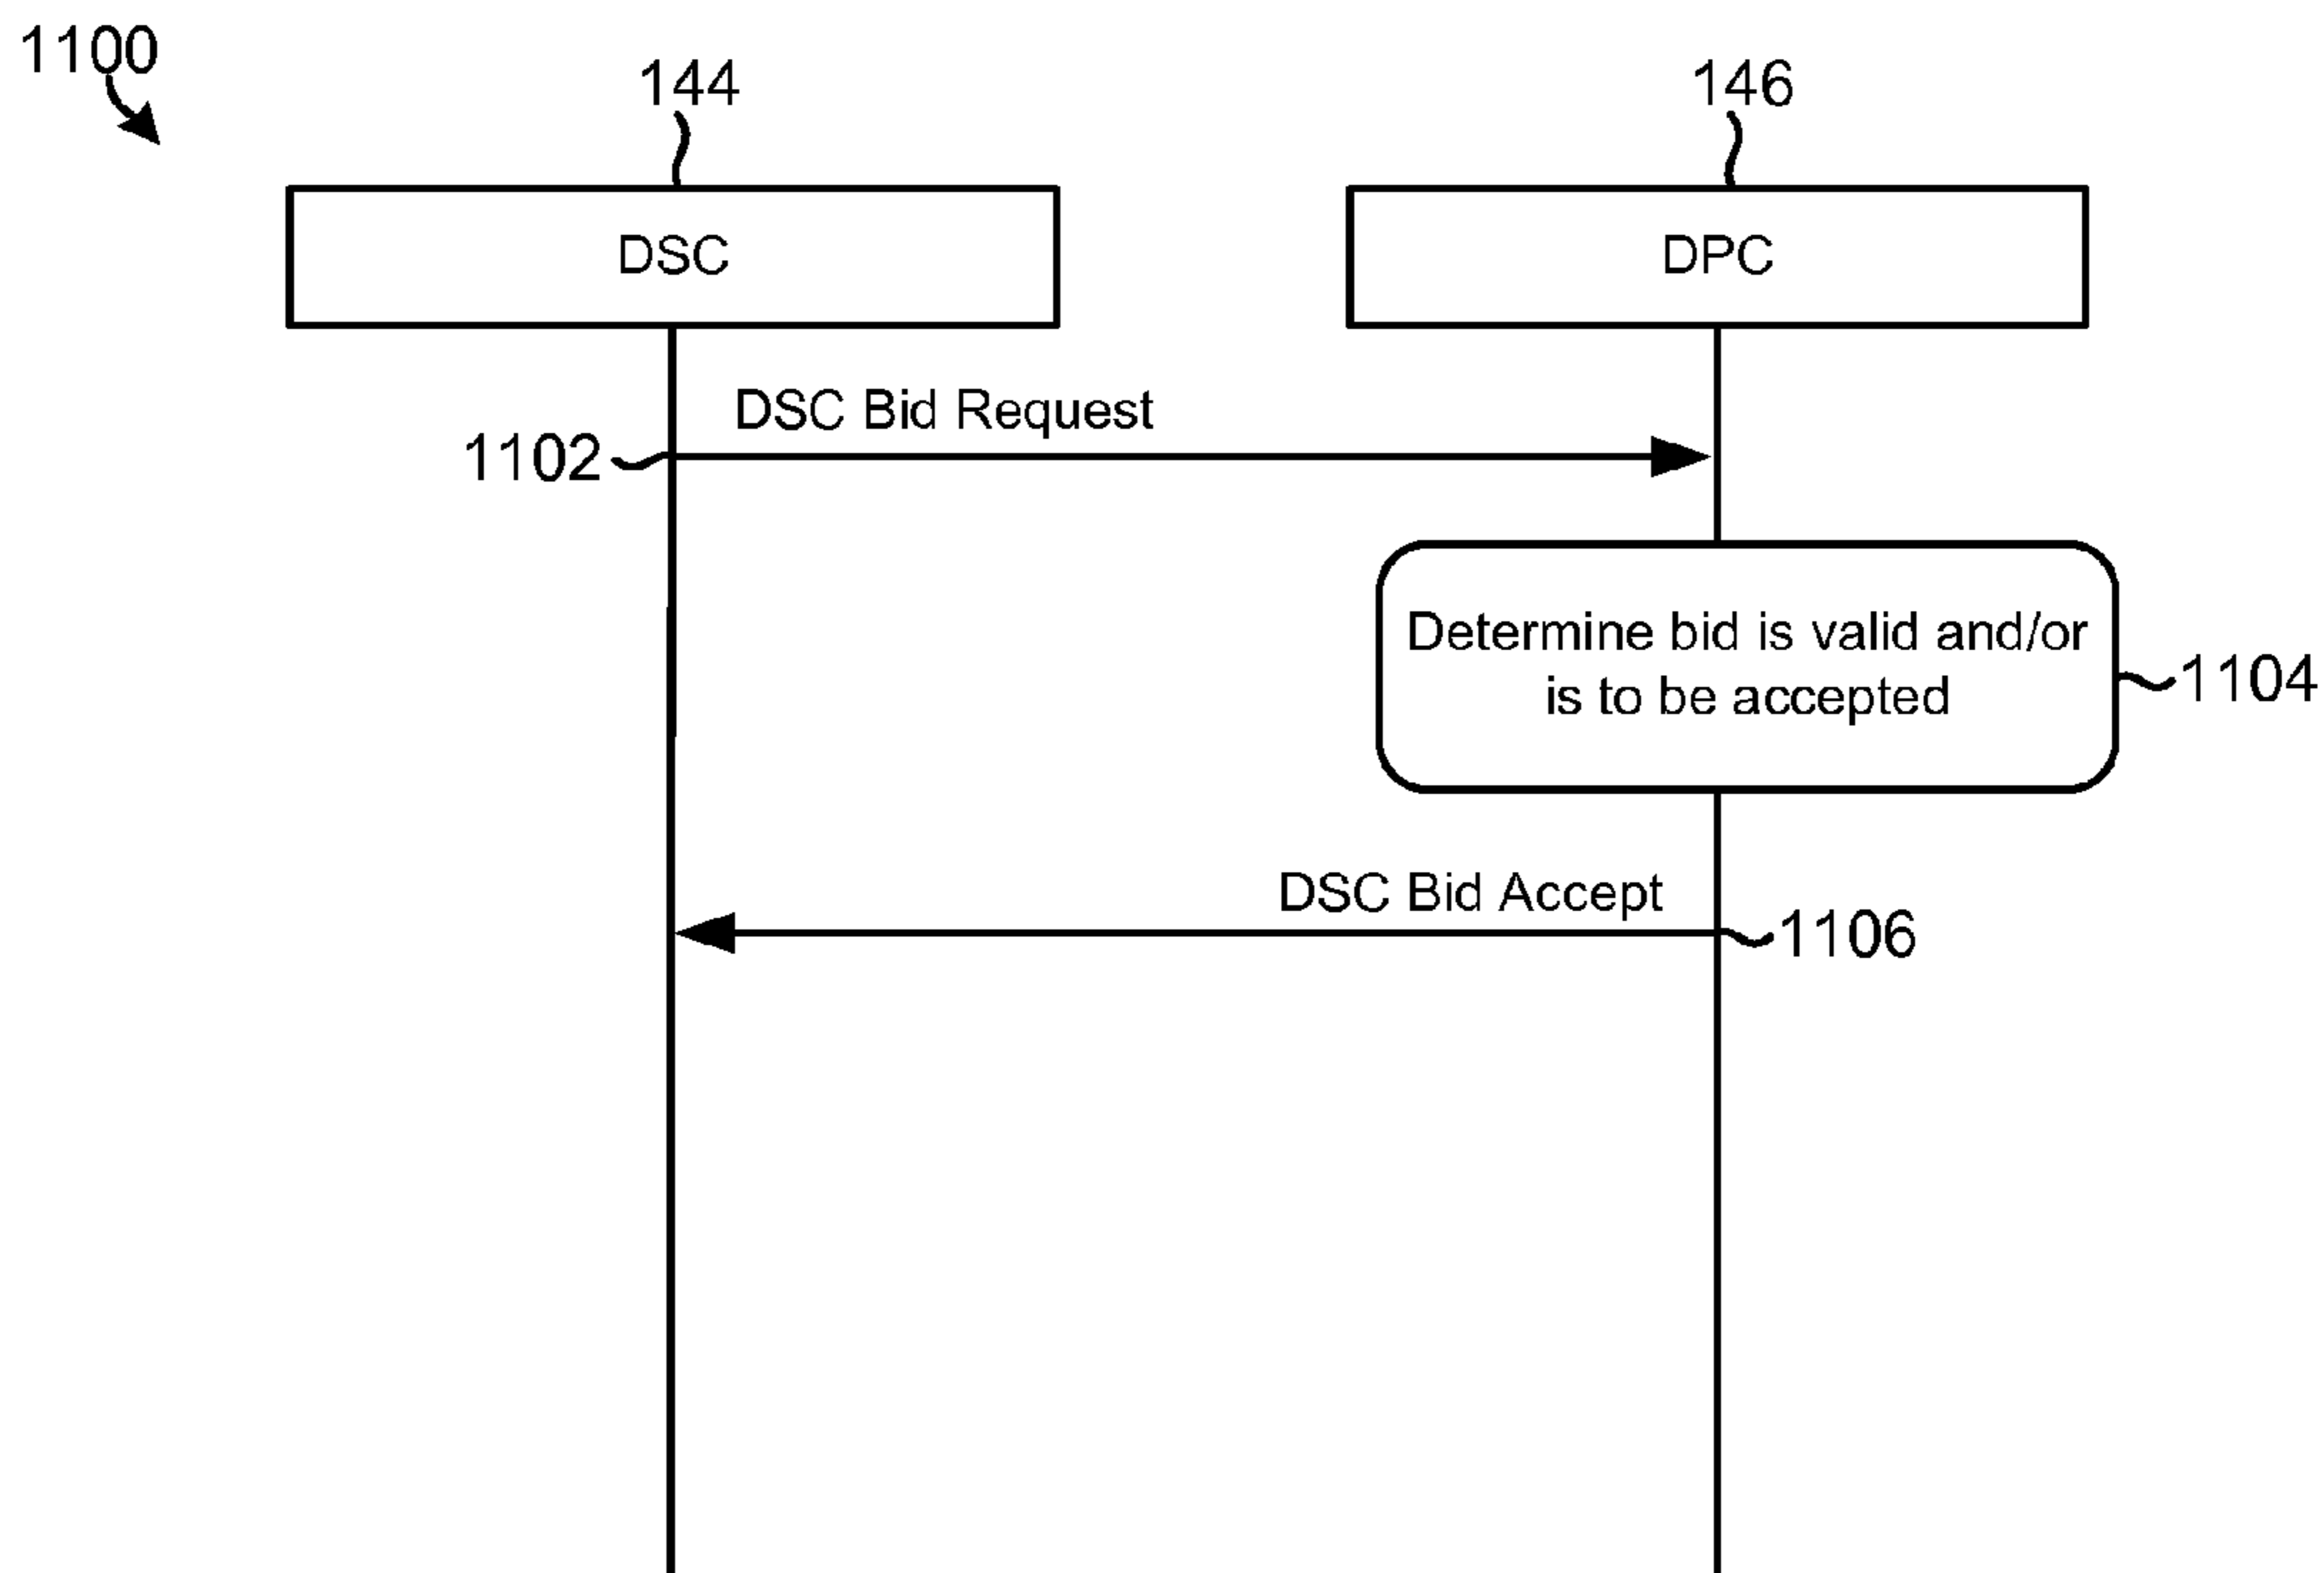 1100
144
146
DSC
DPC
DSC Bid Request
1102
Determine bid is valid and/or
is to be accepted
1104
DSC Bid Accept
1106